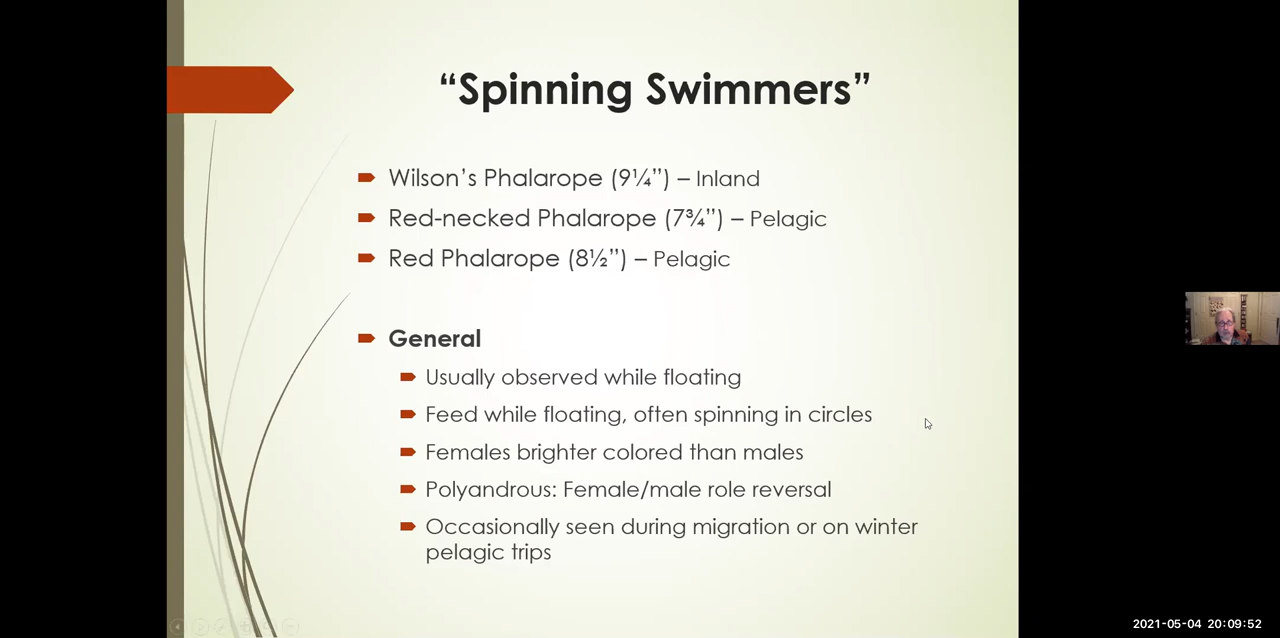 “Spinning Swimmers”
Wilson’s Phalarope (9¼”) – Inland
Red-necked Phalarope (7¾”) – Pelagic
Red Phalarope (8½”) – Pelagic
General
Usually observed while floating
Feed while floating, often spinning in circles
Females brighter colored than males
Polyandrous: Female/male role reversal
Occasionally seen during migration or on winter
pelagic trips
2021-05-04 20:09:52